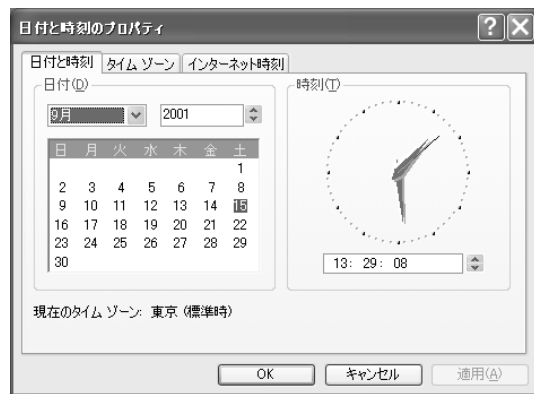 日付と時刻のプロパティ
日付と時刻 タイム ゾーン インターネット時刻
日付(D)
9月 2001
日 月 火 水 木 金 土
1
2 3 4 5 6 7 8
9 10 11 12 13 14 15
16 17 18 19 20 21 22
23 24 25 26 27 28 29
30
時刻(T)
13: 29: 08
現在のタイム ゾーン: 東京 (標準時)
OK キャンセル 適用(A)